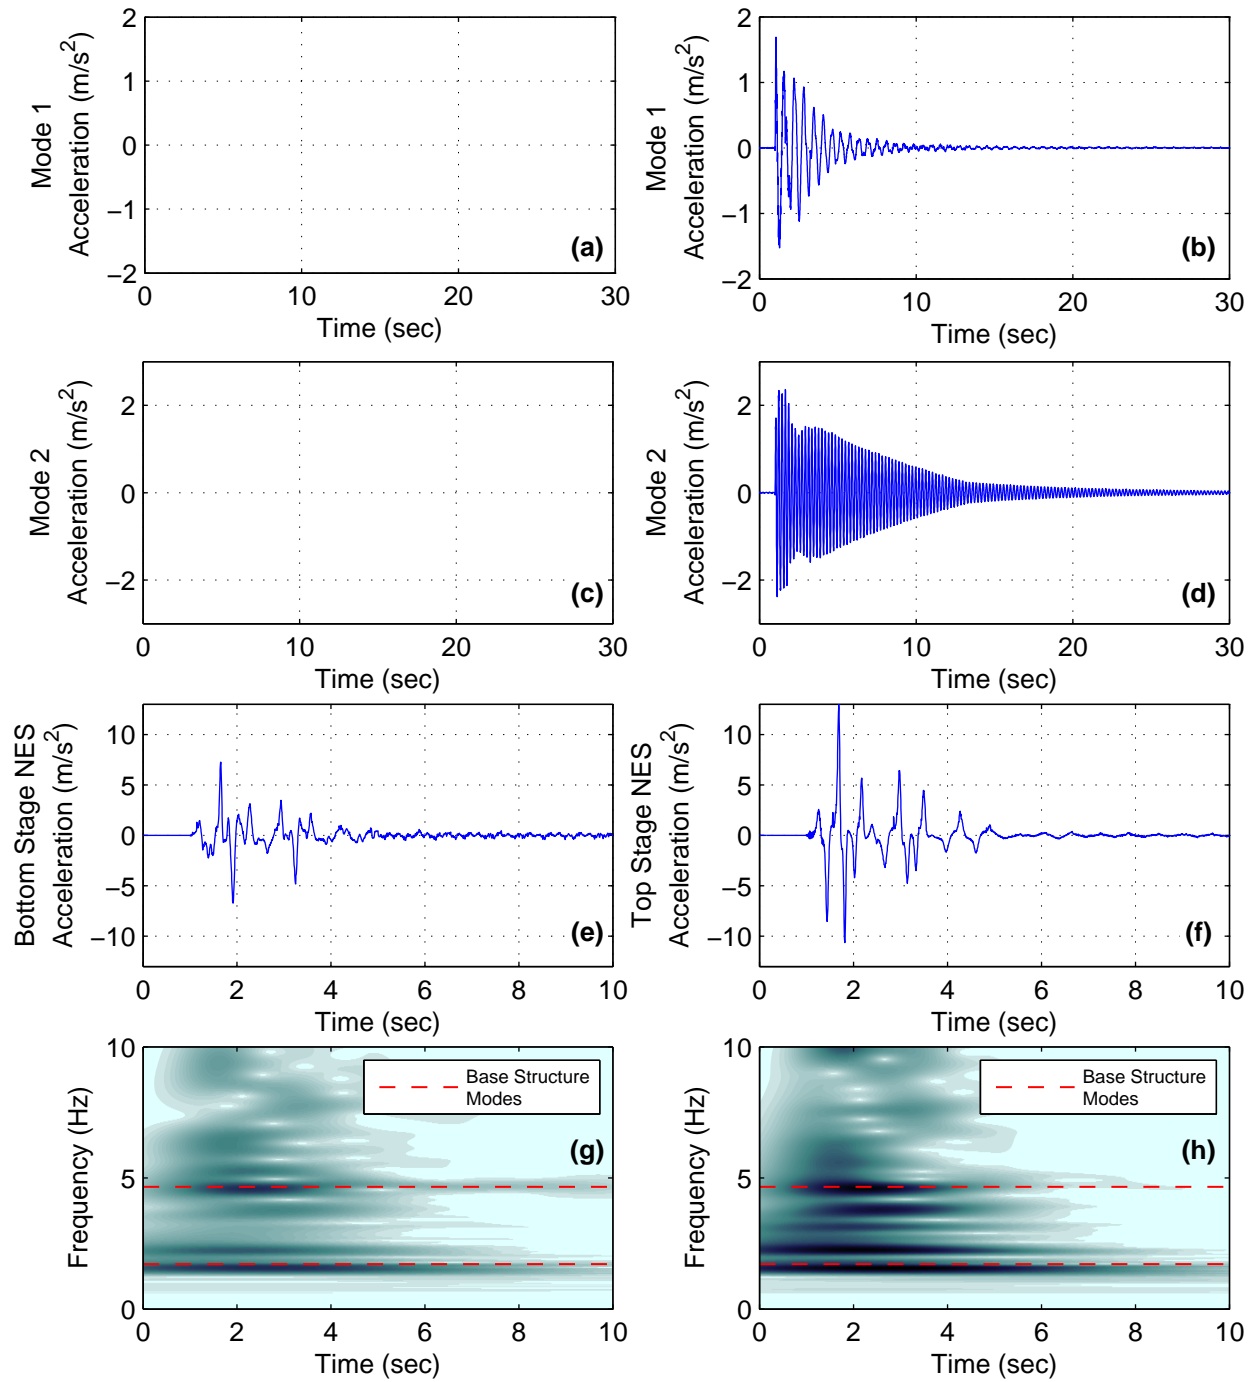 Mode 1
Acceleration (m/s²)
2
1
0
−1
−2
0
10
20
30
Time (sec)
(a)
Mode 1
Acceleration (m/s²)
2
1
0
−1
−2
0
10
20
30
Time (sec)
(b)
Mode 2
Acceleration (m/s²)
2
0
−2
0
10
20
30
Time (sec)
(c)
Mode 2
Acceleration (m/s²)
2
0
−2
0
10
20
30
Time (sec)
(d)
Bottom Stage NES
Acceleration (m/s²)
10
5
0
−5
−10
0
2
4
6
8
10
Time (sec)
(e)
Top Stage NES
Acceleration (m/s²)
10
5
0
−5
−10
0
2
4
6
8
10
Time (sec)
(f)
Frequency (Hz)
10
5
0
0
2
4
6
8
10
Time (sec)
Base Structure
Modes
(g)
Frequency (Hz)
10
5
0
0
2
4
6
8
10
Time (sec)
Base Structure
Modes
(h)